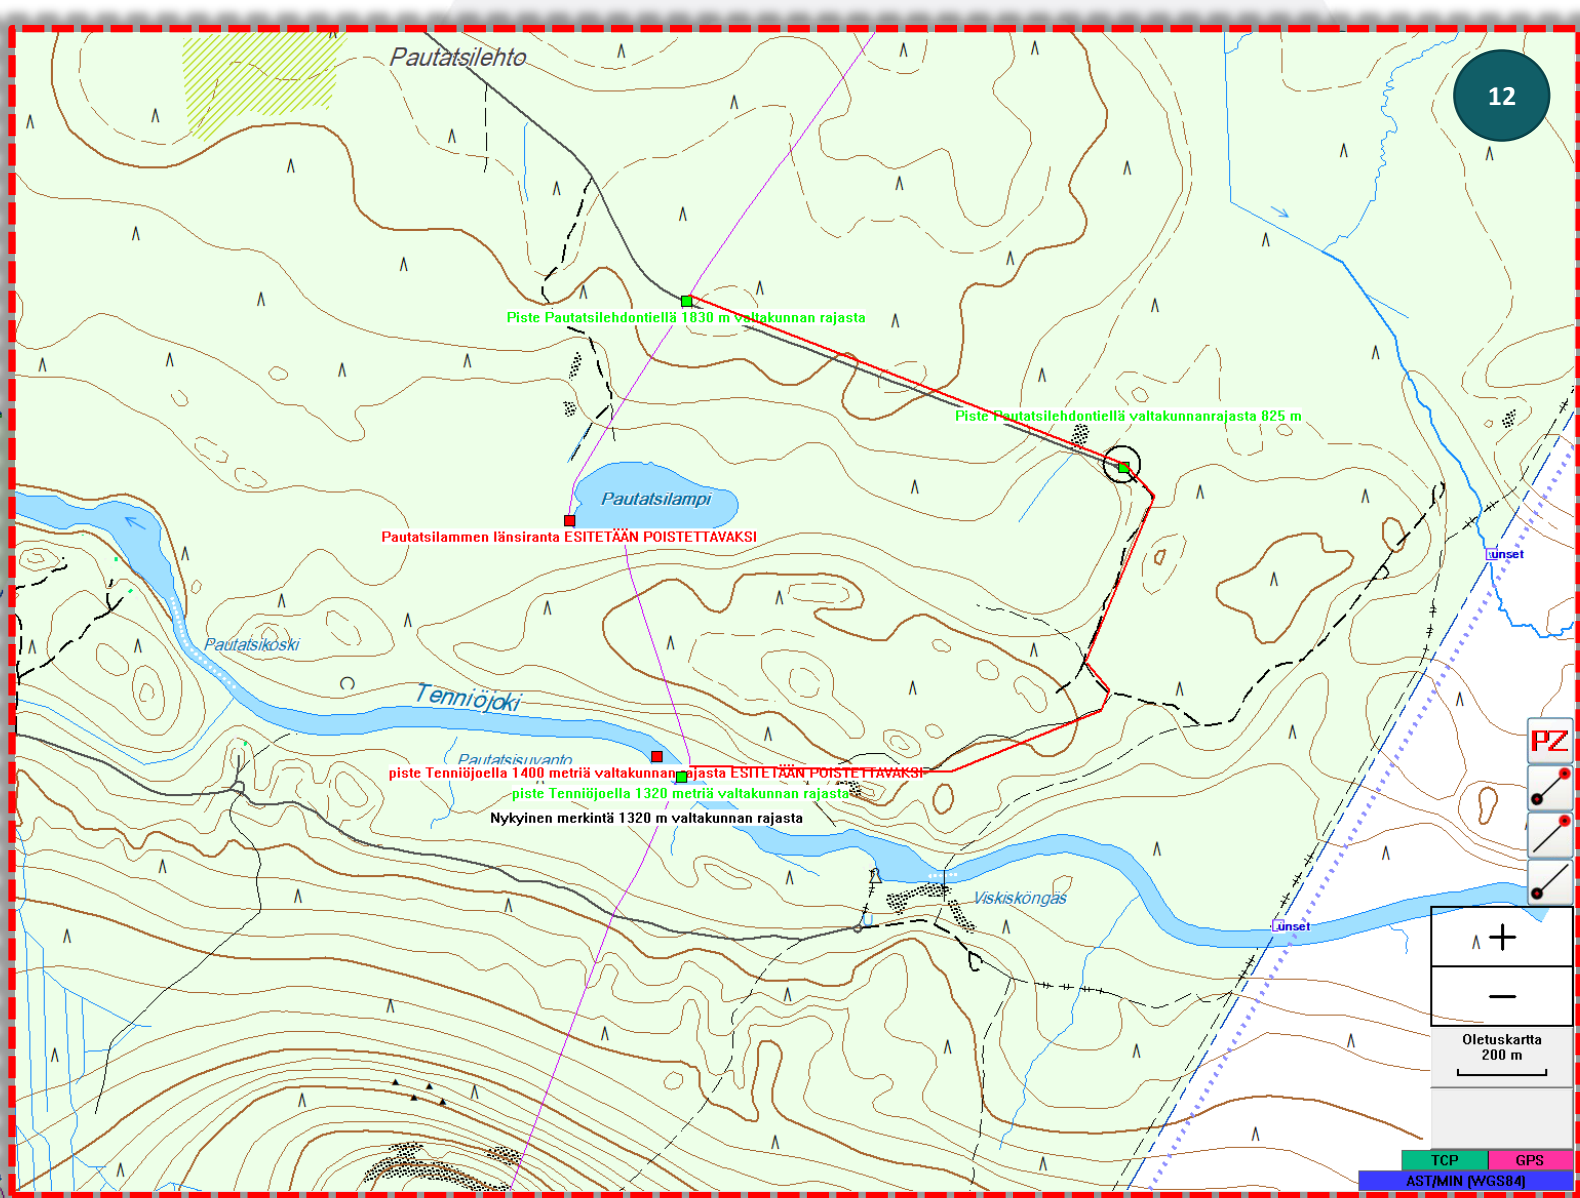 Pautatsilehto
12
Piste Pautatsilehdontiellä 1830 m valtakunnan rajasta
Piste Pautatsilehdontiellä valtakunnanrajasta 825 m
Pautatsilampi
Pautatsilammen länsiranta ESITETÄÄN POISTETTAVAKSI
unset
Pautatsikoski
Tenniöjoki
PZ
Pautatsisuvanto
piste Tenniöjoella 1400 metriä valtakunnan rajasta ESITETÄÄN POISTETTAVAKSI
piste Tenniöjoella 1320 metriä valtakunnan rajasta
Nykyinen merkintä 1320 m valtakunnan rajasta
Viskisköngäs
unset
+
−
Oletuskartta
200 m
TCP GPS
AST/MIN (WGS84)